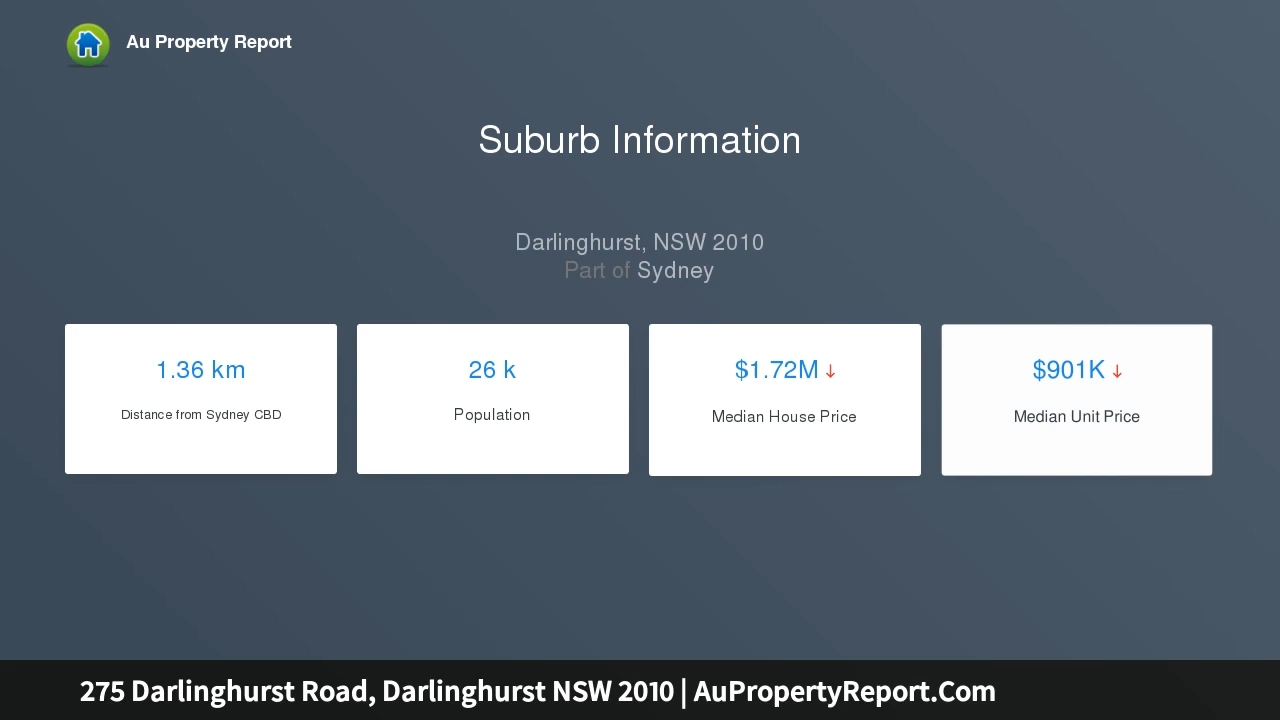 Au Property Report
Suburb Information
Darlinghurst, NSW 2010
Part of Sydney
1.36 km
Distance from Sydney CBD
26 k
Population
$1.72M ↓
Median House Price
$901K ↓
Median Unit Price
275 Darlinghurst Road, Darlinghurst NSW 2010 | AuPropertyReport.Com